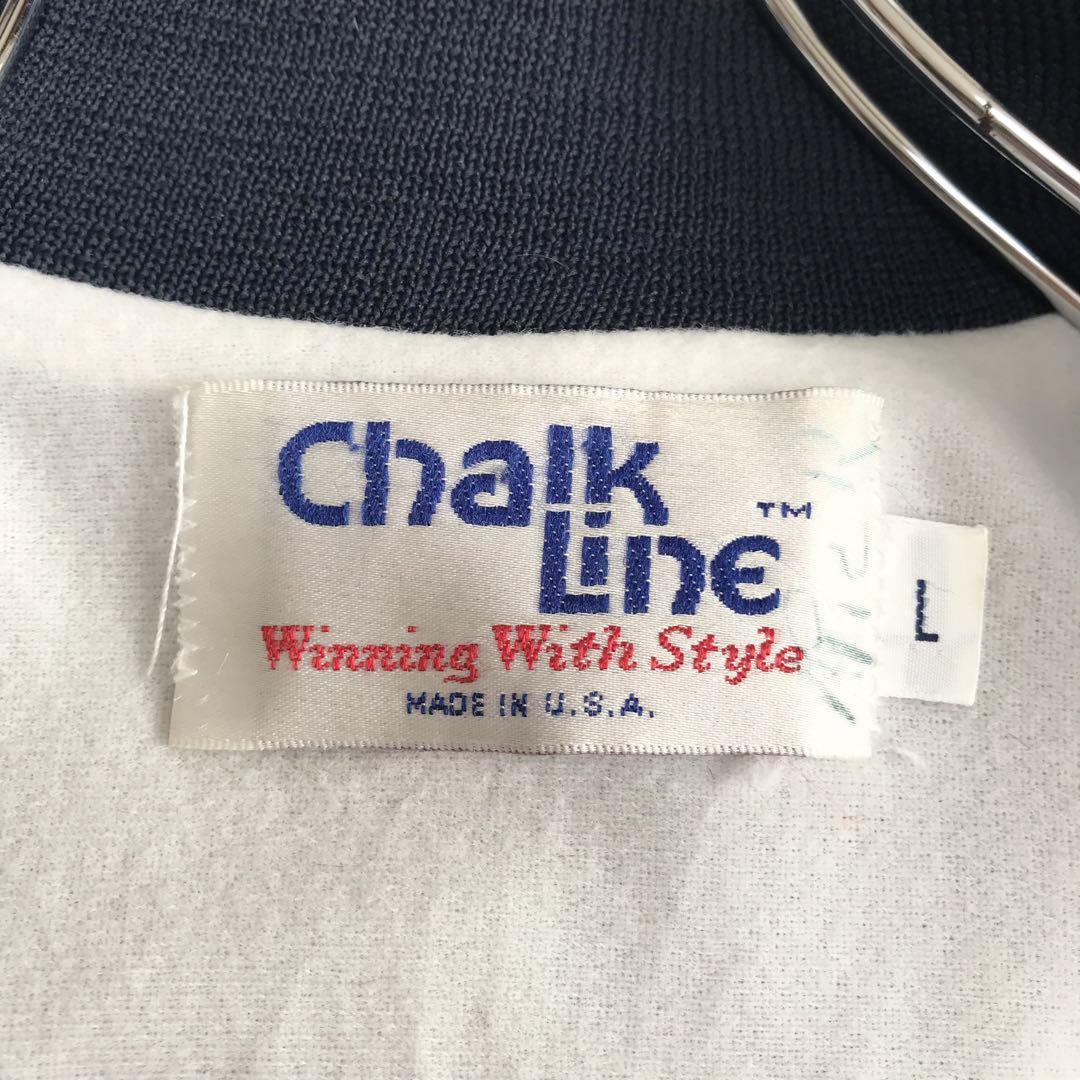 Chalk
Line ™
Winning With Style
MADE IN U.S.A.
L